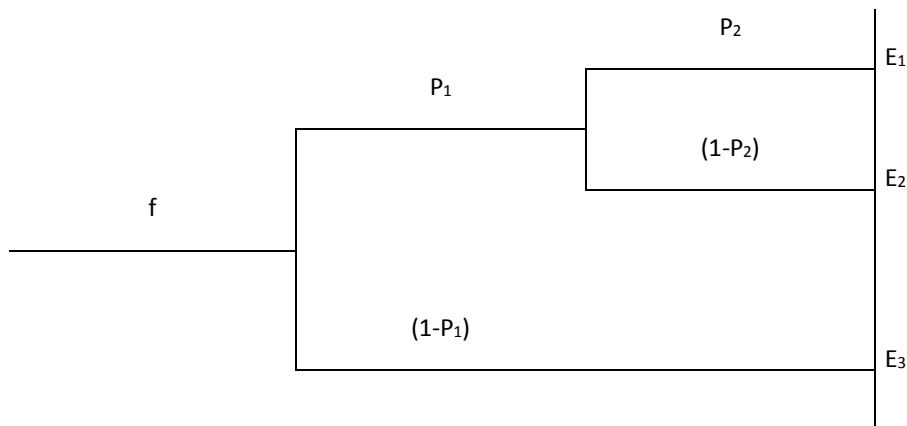 P₂
E₁
P₁
(1-P₂)
E₂
f
(1-P₁)
E₃